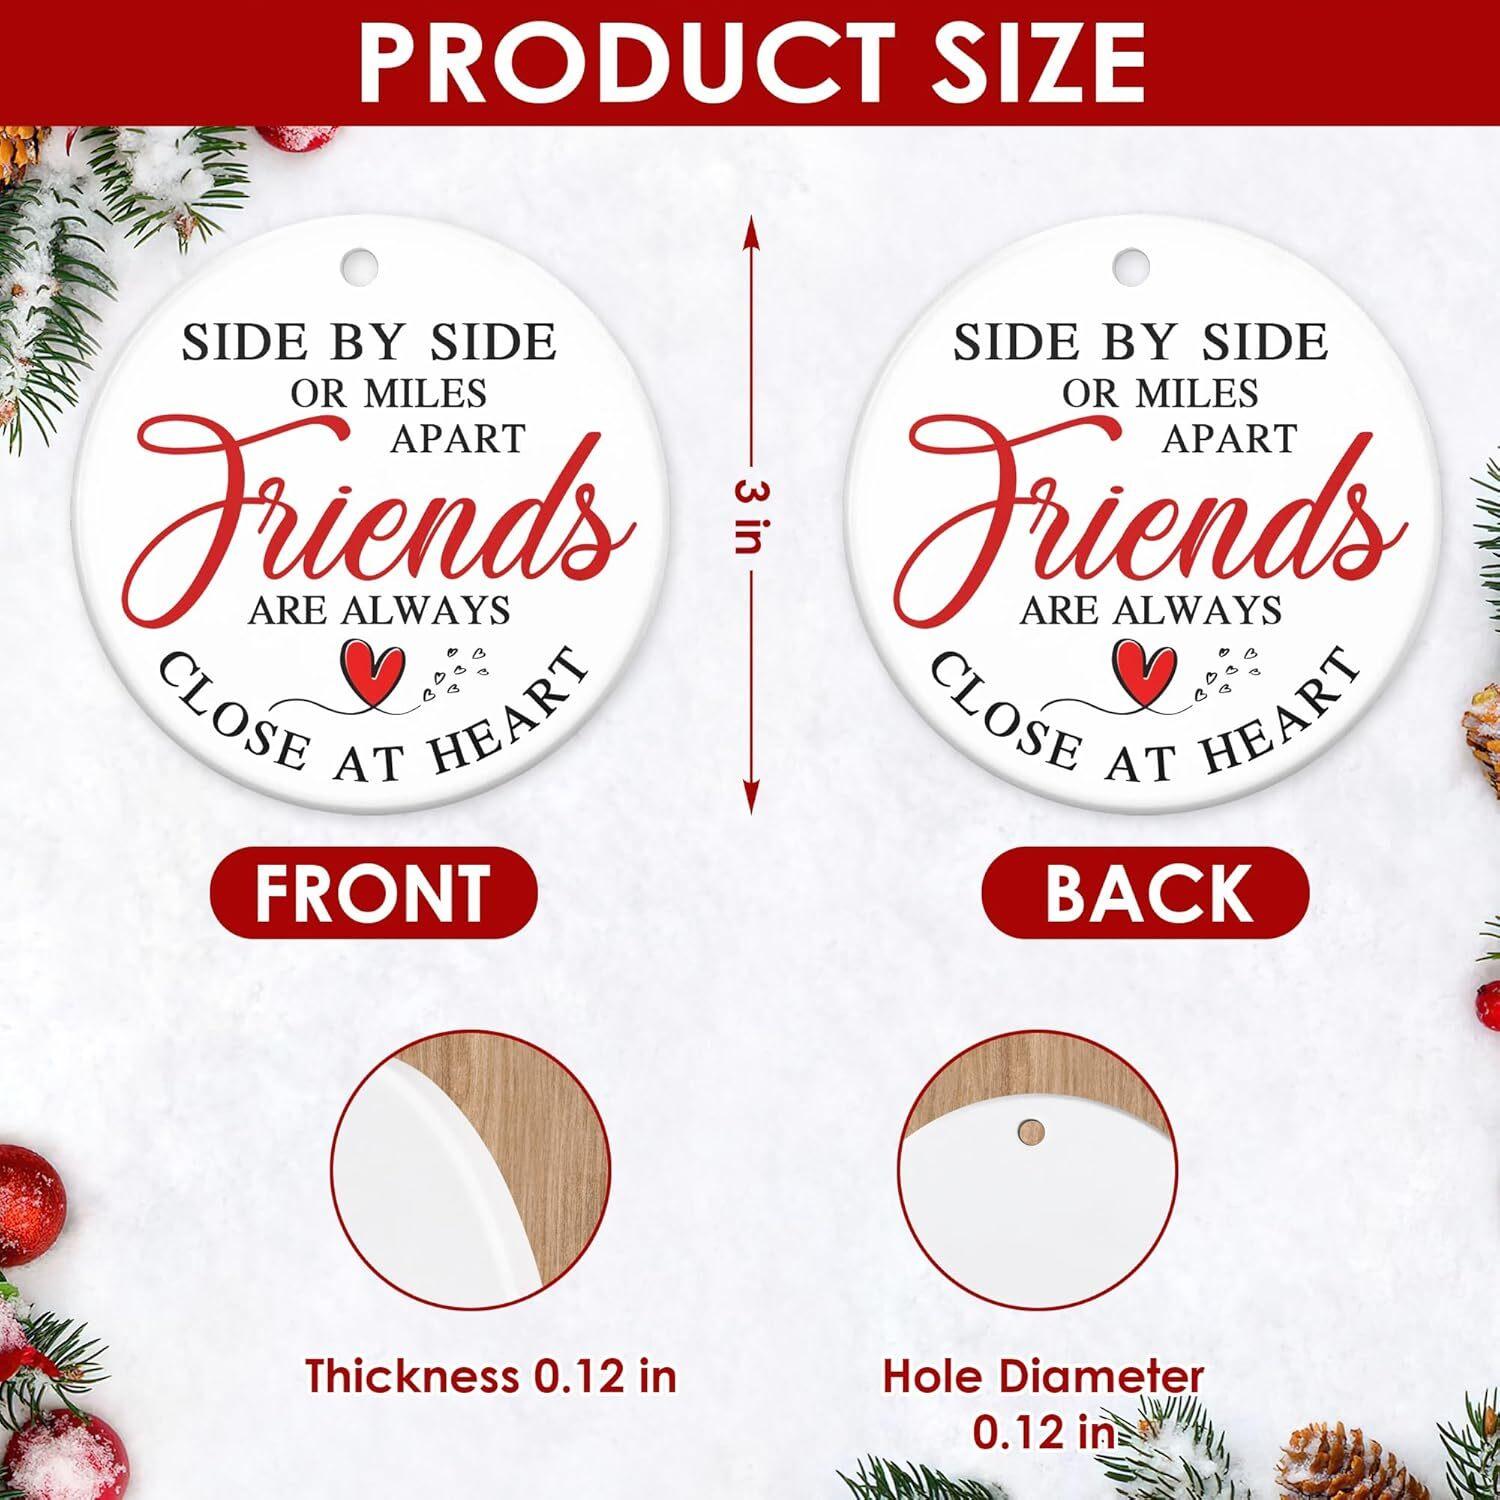 PRODUCT SIZE
SIDE BY SIDE
OR MILES
APART
Friends
ARE ALWAYS
CLOSE AT HEART
3 in
SIDE BY SIDE
OR MILES
APART
Friends
ARE ALWAYS
CLOSE AT HEART
FRONT
BACK
Thickness 0.12 in
Hole Diameter
0.12 in